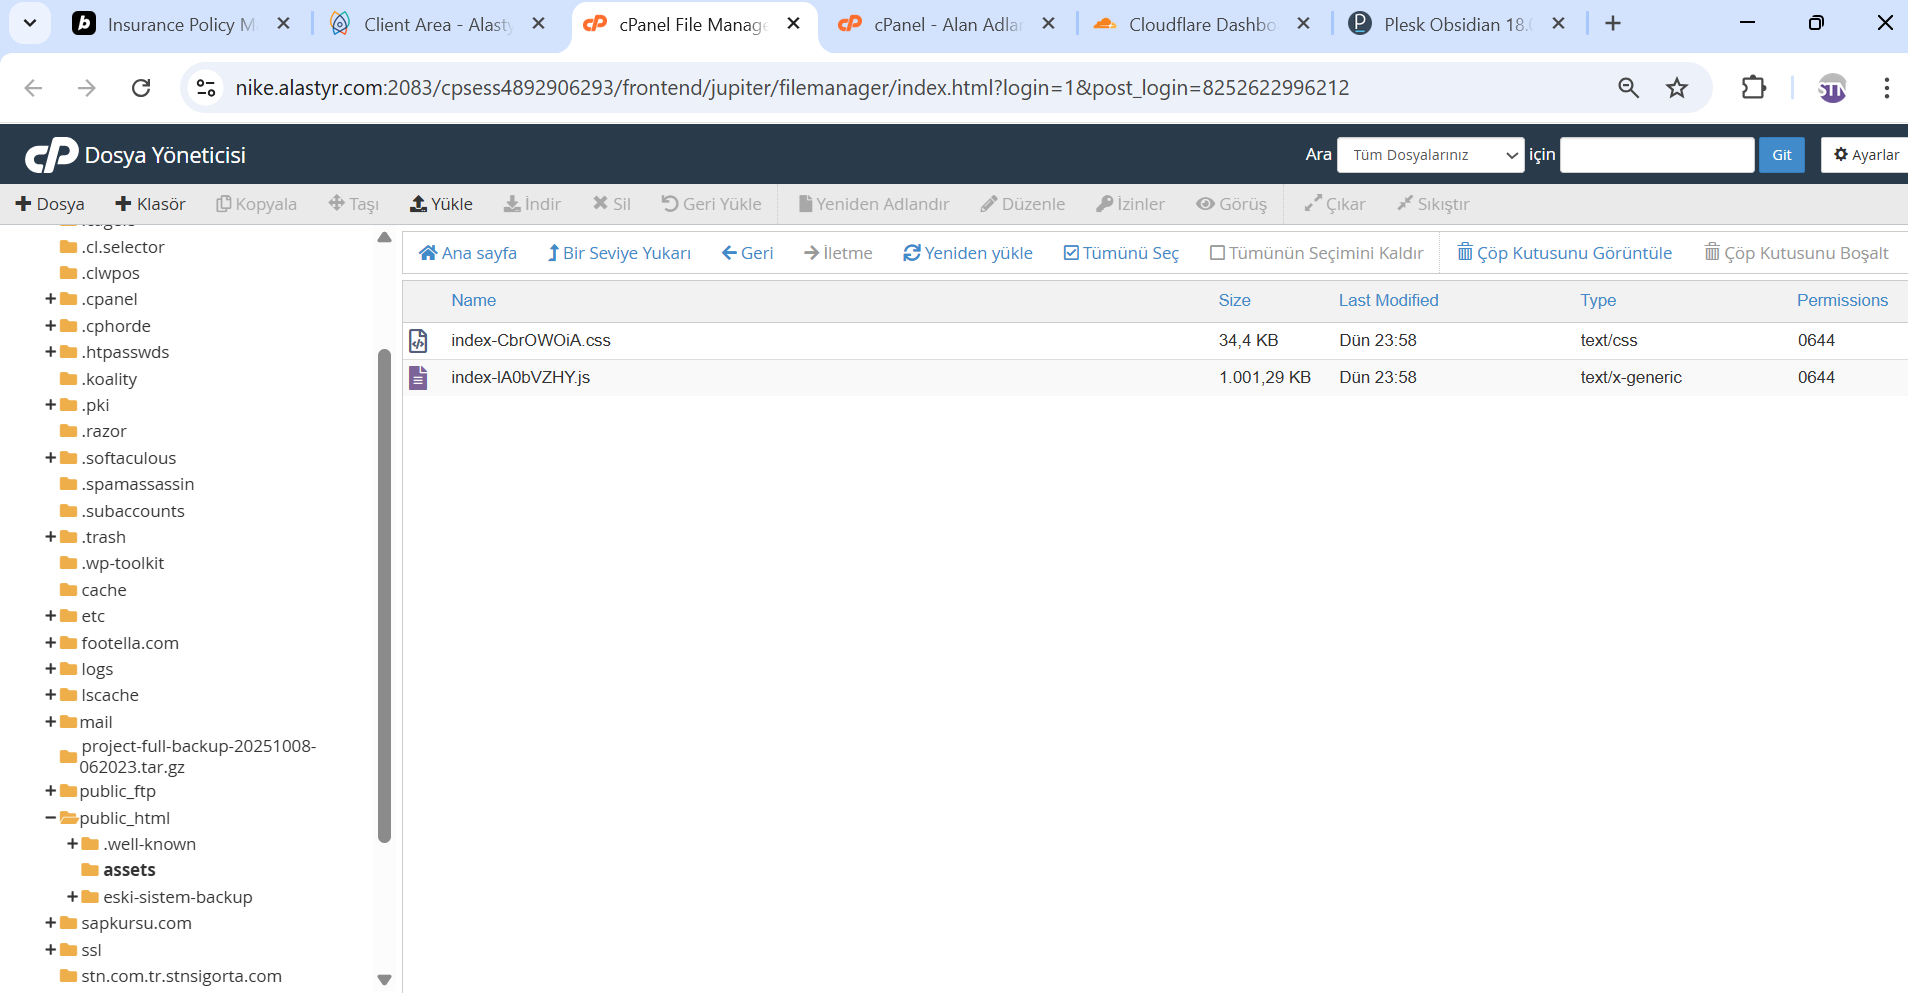 Insurance Policy M
Client Area - Alasty
cPanel File Manage
cPanel - Alan Adlar
Cloudflare Dashbo
Plesk Obsidian 18.
nike.alastyr.com:2083/cpsess4892906293/frontend/jupiter/filemanager/index.html?login=1&post_login=8252622996212
STN
cP Dosya Yöneticisi
Ara Tüm Dosyalarınız için Git Ayarlar
Dosya Klasör Kopyala Taşı Yükle İndir Sil Geri Yükle Yeniden Adlandır Düzenle İzinler Görüş Çıkar Sıkıştır
Ana sayfa Bir Seviye Yukarı Geri İletme Yeniden yükle Tümünü Seç Tümünün Seçimini Kaldır Çöp Kutusunu Görüntüle Çöp Kutusunu Boşalt
Name Size Last Modified Type Permissions
index-CbrOWOiA.css 34,4 KB Dün 23:58 text/css 0644
index-lA0bVZHY.js 1.001,29 KB Dün 23:58 text/x-generic 0644
.cl.selector
.clwpos
.cpanel
.cphorde
.htpasswds
.koality
.pki
.razor
.softaculous
.spamassassin
.subaccounts
.trash
.wp-toolkit
cache
etc
footella.com
logs
lscache
mail
project-full-backup-20251008-
062023.tar.gz
public_ftp
public_html
.well-known
assets
eski-sistem-backup
sapkursu.com
ssl
stn.com.tr.stnsigorta.com